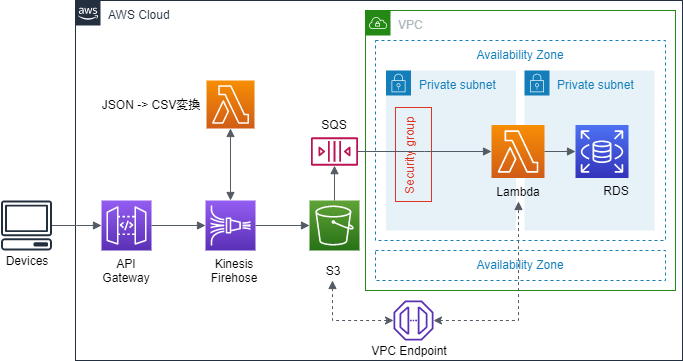 aws
AWS Cloud
VPC
Availability Zone
Private subnet
Private subnet
JSON -> CSV変換
SQS
Security group
Lambda
RDS
Devices
API
Gateway
Kinesis
Firehose
S3
Availability Zone
VPC Endpoint